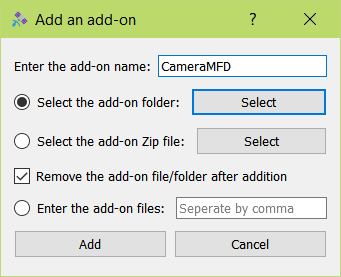 Add an add-on ? ×
Enter the add-on name: CameraMFD
Select the add-on folder: Select
Select the add-on Zip file: Select
Remove the add-on file/folder after addition
Enter the add-on files: Seperate by comma
Add Cancel